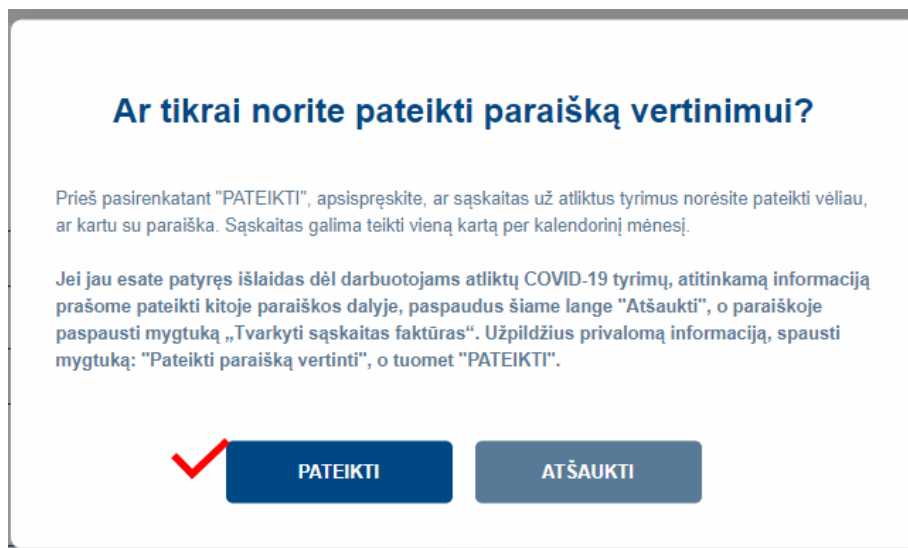 Ar tikrai norite pateikti paraišką vertinimui?
Prieš pasirenkatant "PATEIKTI", apsispręskite, ar sąskaitas už atliktus tyrimus norėsite pateikti vėliau,
ar kartu su paraiška. Sąskaitas galima teikti vieną kartą per kalendorinį mėnesį.
Jei jau esate patyręs išlaidas dėl darbuotojams atliktų COVID-19 tyrimų, atitinkamą informaciją
prašome pateikti kitoje paraiškos dalyje, paspaudus šiame lange "Atšaukti", o paraiškoje
paspausti mygtuką „Tvarkyti sąskaitas faktūras“. Užpildžius privalomą informaciją, spausti
mygtuką: "Pateikti paraišką vertinti", o tuomet "PATEIKTI".
PATEIKTI
ATŠAUKTI